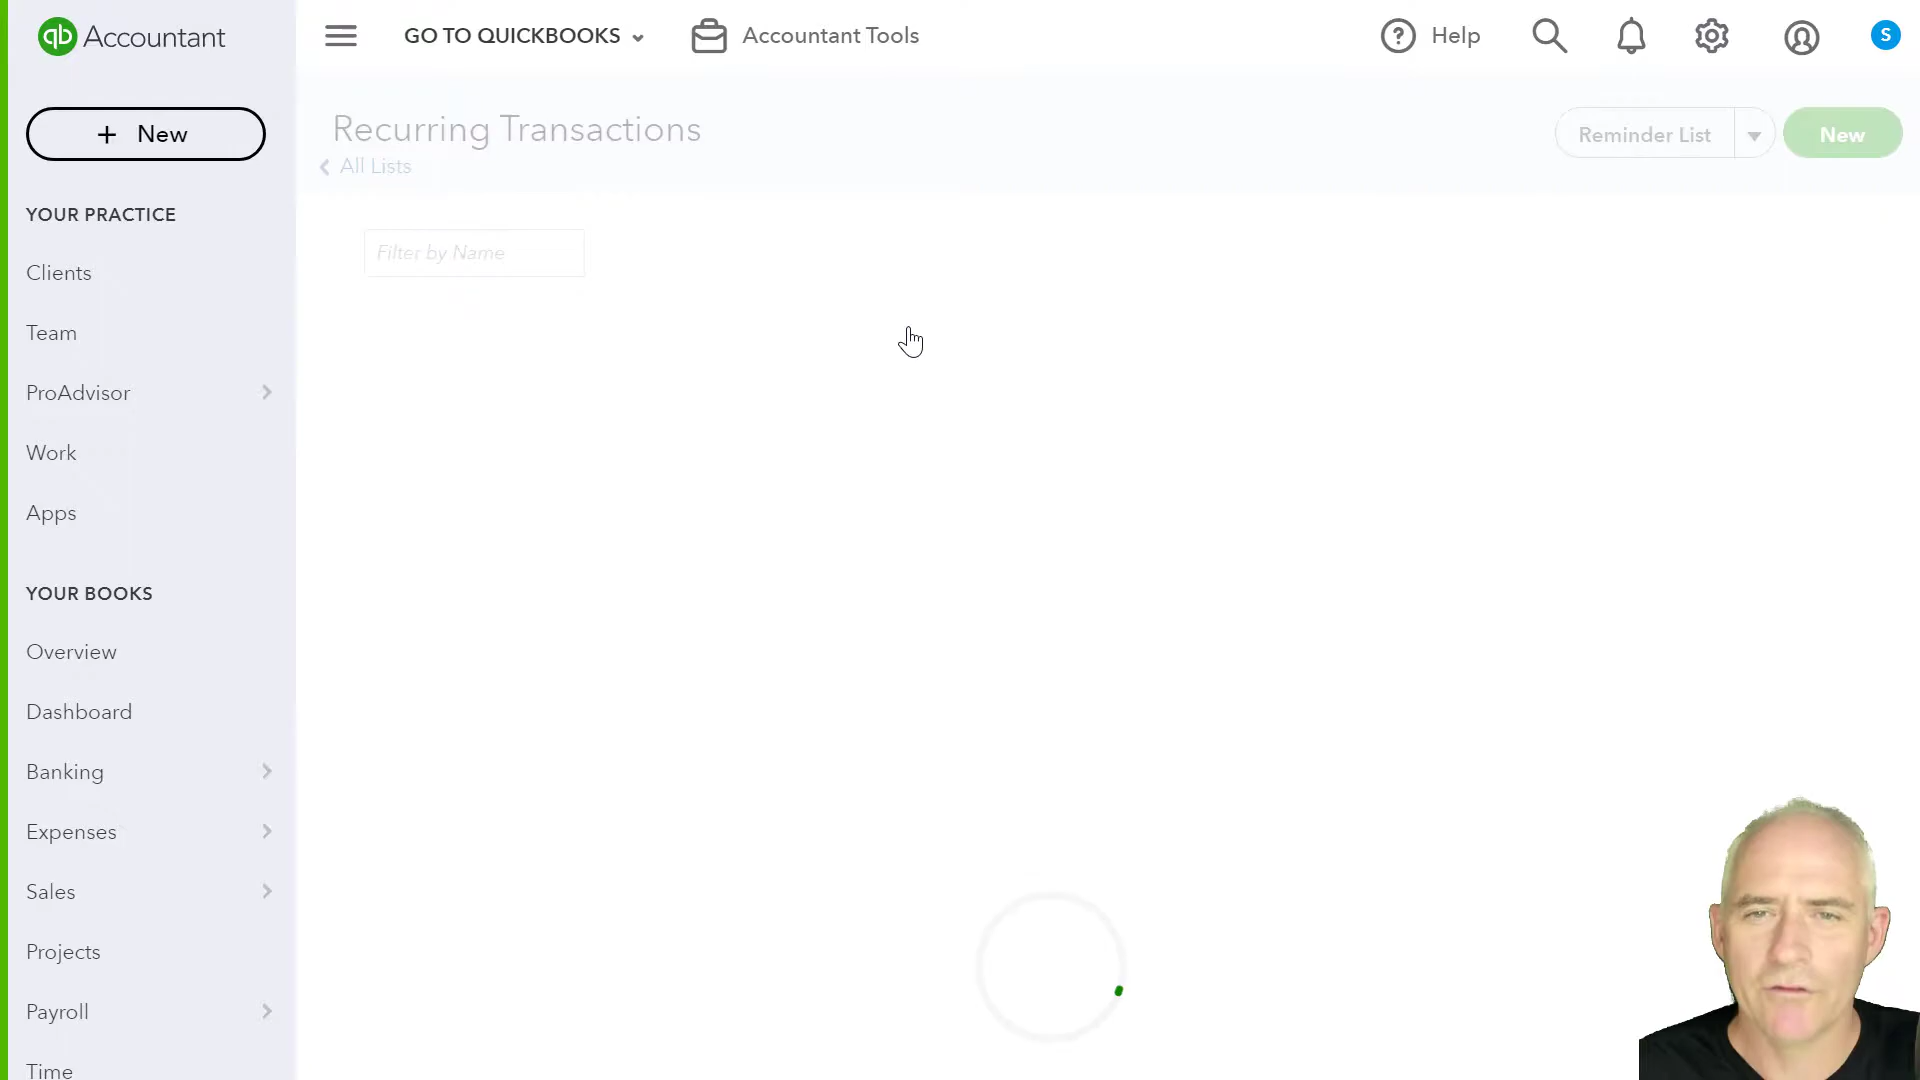 qb Accountant
GO TO QUICKBOOKS
Accountant Tools
? Help
S
+ New
Recurring Transactions
All Lists
Reminder List
New
Filter by Name
YOUR PRACTICE
Clients
Team
ProAdvisor
Work
Apps
YOUR BOOKS
Overview
Dashboard
Banking
Expenses
Sales
Projects
Payroll
Time